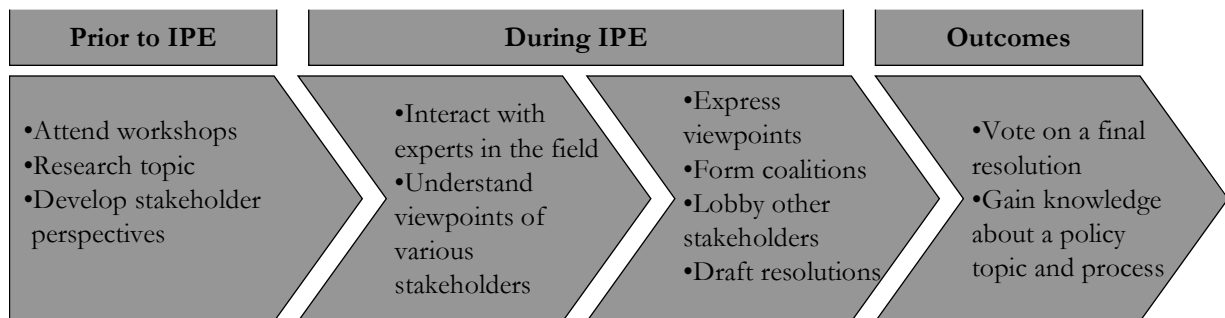 Prior to IPE
During IPE
Outcomes
•Attend workshops
•Research topic
•Develop stakeholder
perspectives
•Interact with
experts in the field
•Understand
viewpoints of
various
stakeholders
•Express
viewpoints
•Form coalitions
•Lobby other
stakeholders
•Draft resolutions
•Vote on a final
resolution
•Gain knowledge
about a policy
topic and process